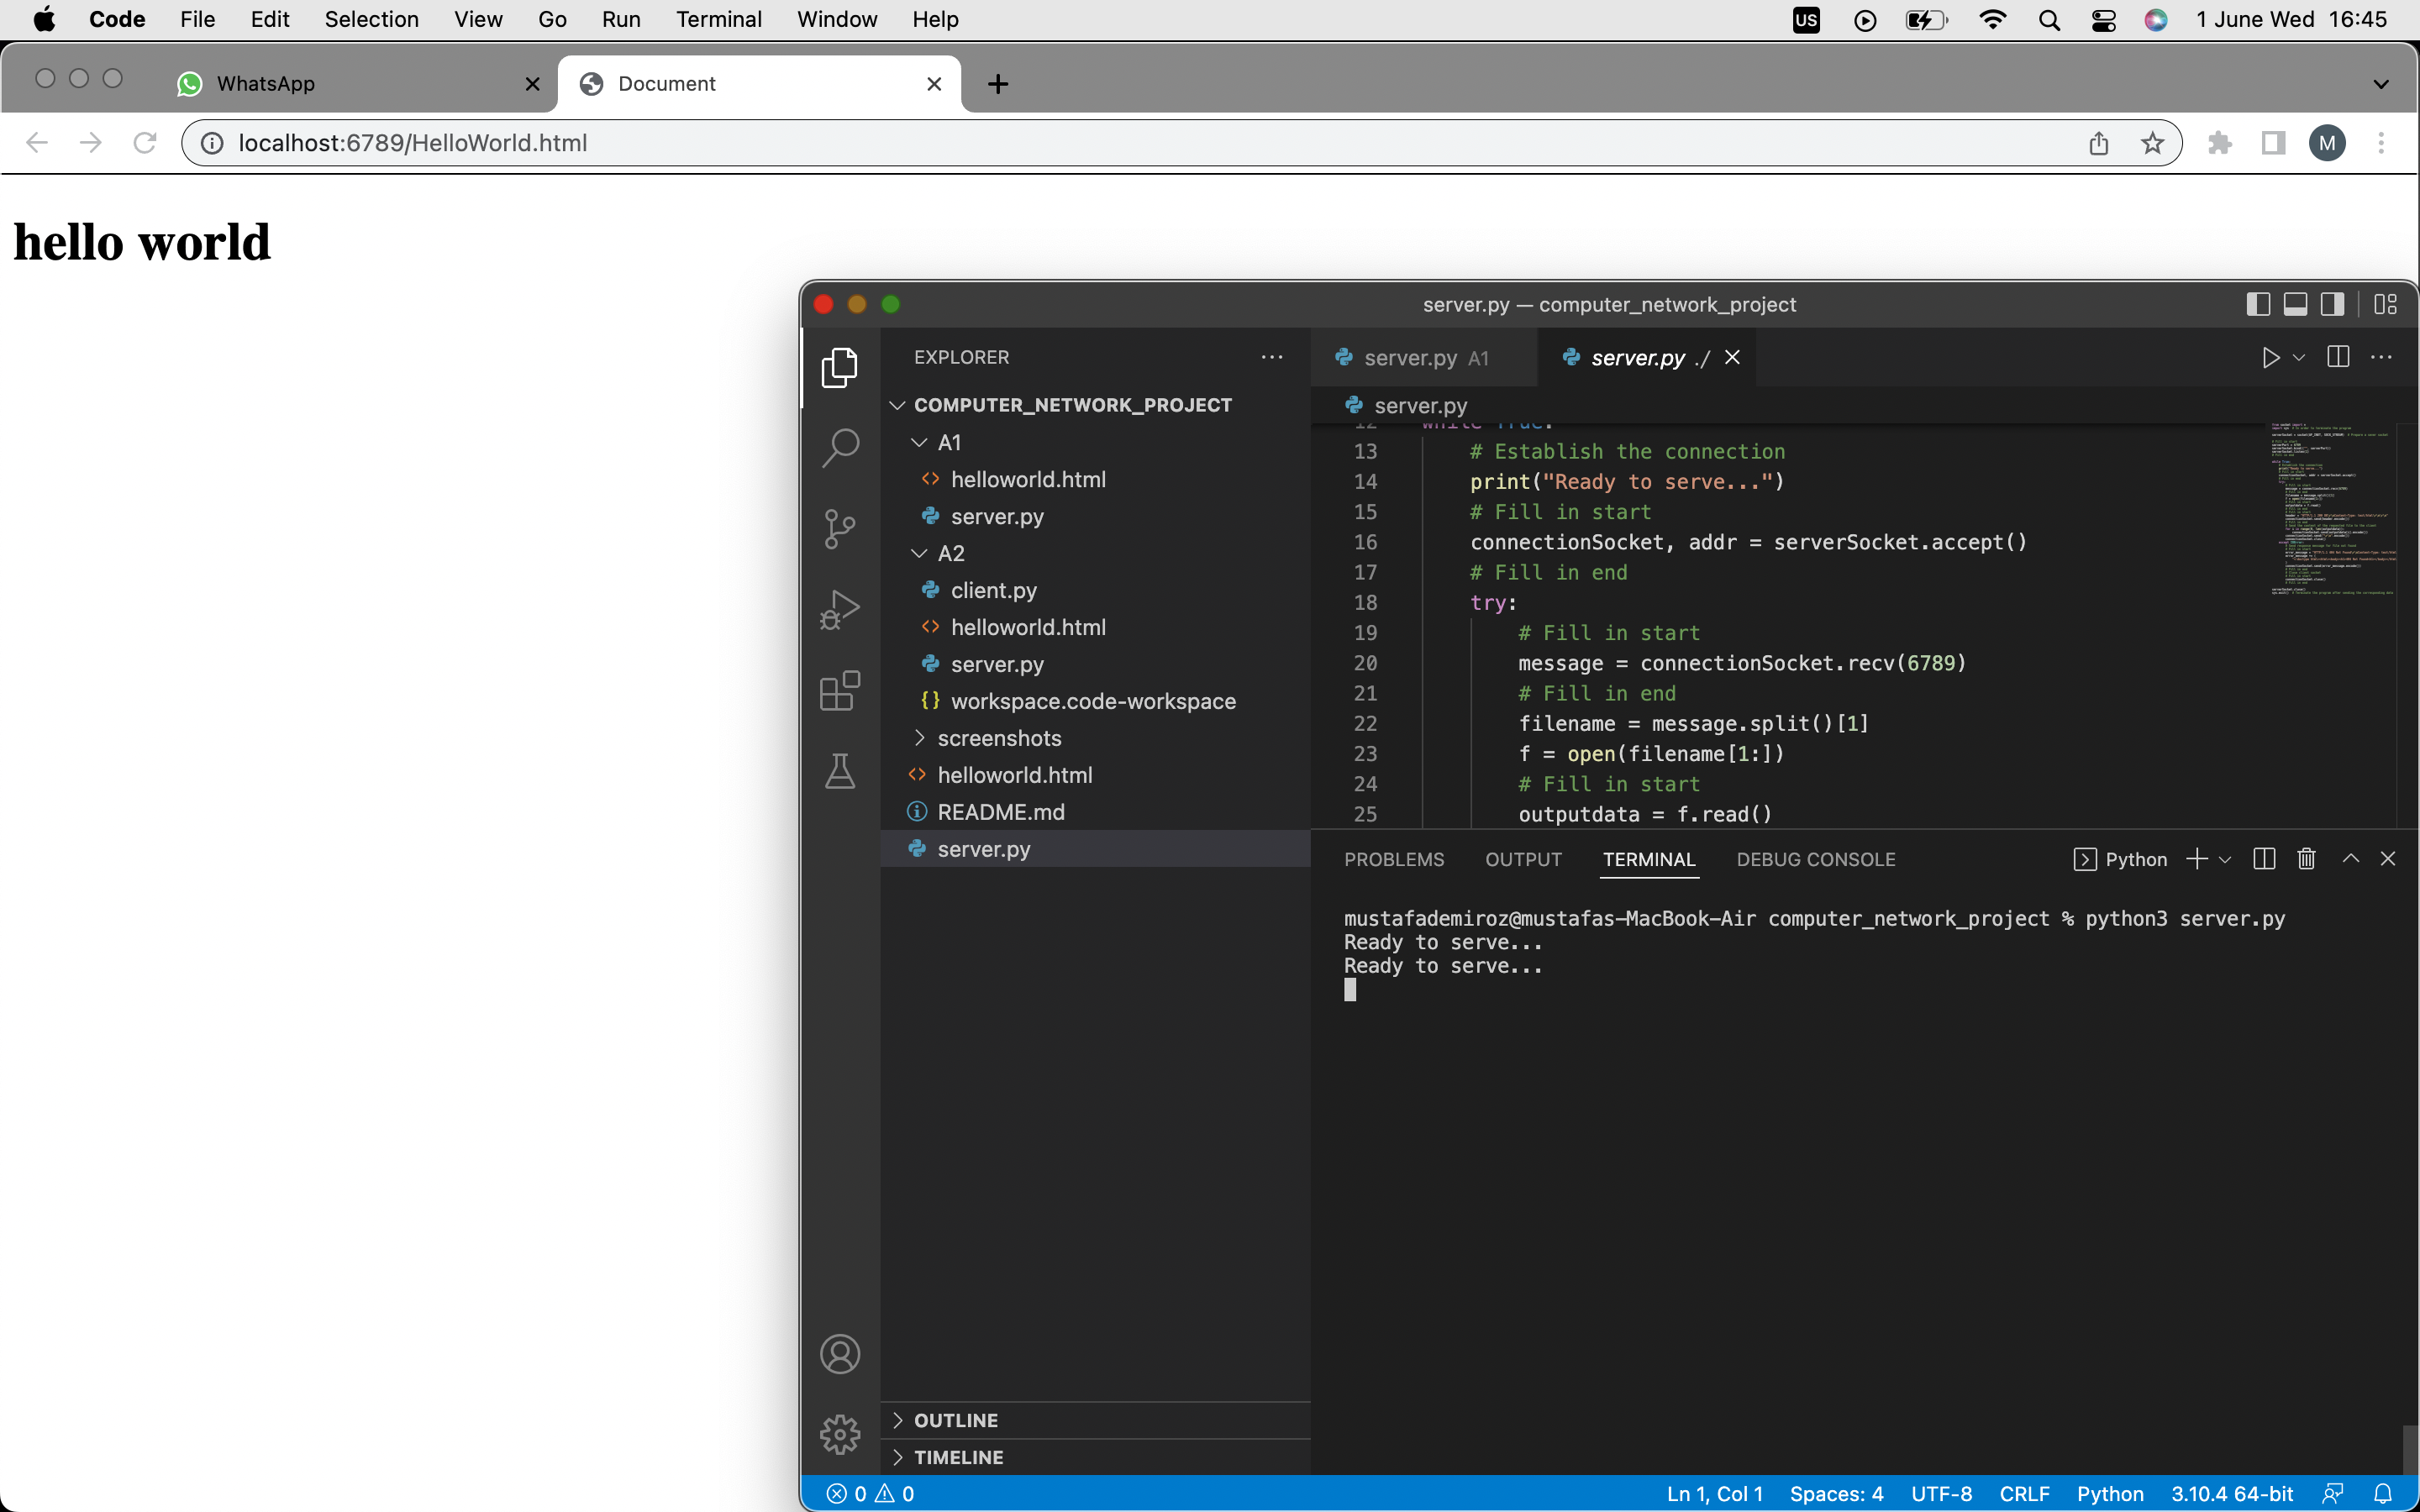 Code File Edit Selection View Go Run Terminal Window Help US 1 June Wed 16:45
WhatsApp Document
localhost:6789/HelloWorld.html M
hello world
server.py — computer_network_project
EXPLORER
COMPUTER_NETWORK_PROJECT
A1
helloworld.html
server.py
A2
client.py
helloworld.html
server.py
workspace.code-workspace
screenshots
helloworld.html
README.md
server.py
OUTLINE
TIMELINE
server.py A1 server.py ./
server.py
12 while True:
13 # Establish the connection
14 print("Ready to serve...")
15 # Fill in start
16 connectionSocket, addr = serverSocket.accept()
17 # Fill in end
18 try:
19 # Fill in start
20 message = connectionSocket.recv(6789)
21 # Fill in end
22 filename = message.split()[1]
23 f = open(filename[1:])
24 # Fill in start
25 outputdata = f.read()
PROBLEMS OUTPUT TERMINAL DEBUG CONSOLE Python
mustafademiroz@mustafas-MacBook-Air computer_network_project % python3 server.py
Ready to serve...
Ready to serve...
0 0 Ln 1, Col 1 Spaces: 4 UTF-8 CRLF Python 3.10.4 64-bit